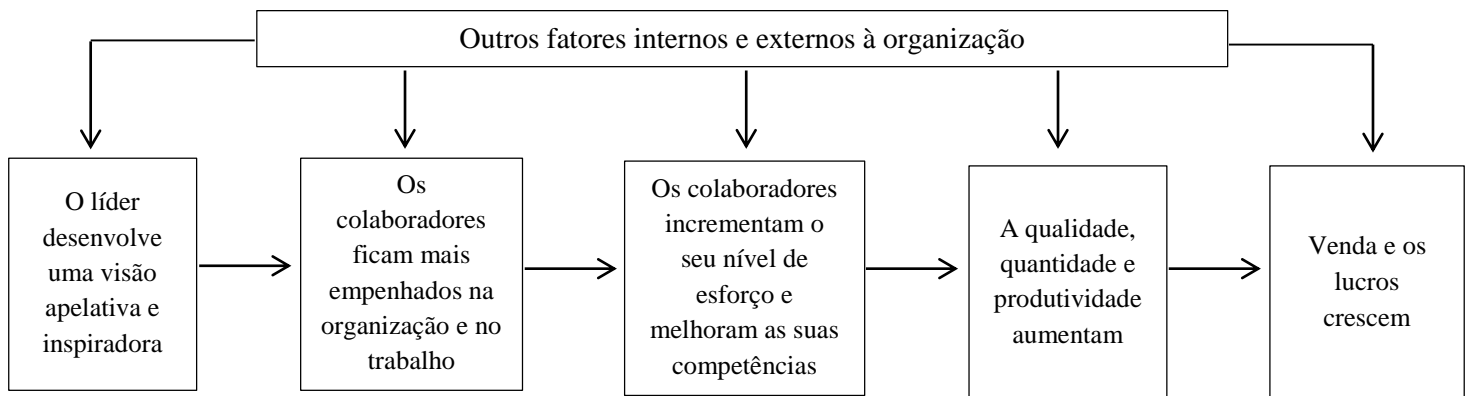 Outros fatores internos e externos à organização
O líder
desenvolve
uma visão
apelativa e
inspiradora
Os
colaboradores
ficam mais
empenhados na
organização e no
trabalho
Os colaboradores
incrementam o
seu nível de
esforço e
melhoram as suas
competências
A qualidade,
quantidade e
produtividade
aumentam
Venda e os
lucros
crescem